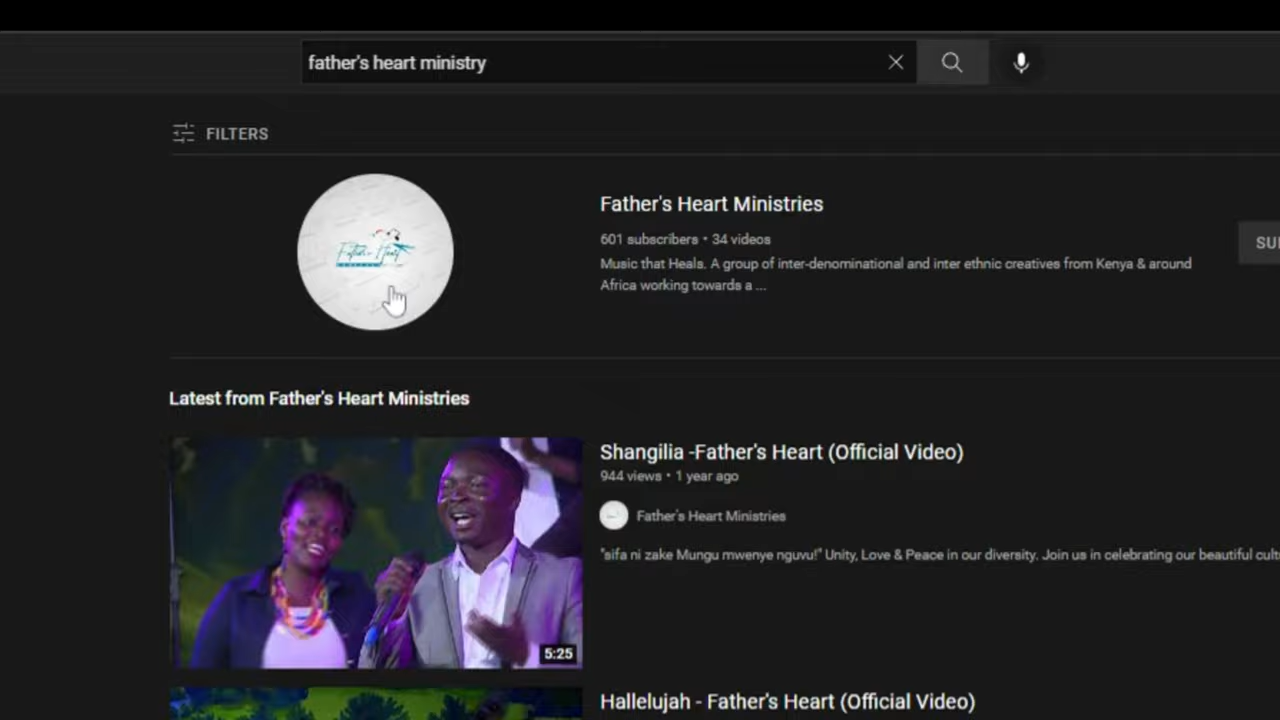 father's heart ministry
FILTERS
Father's Heart
Father's Heart Ministries
601 subscribers • 34 videos
SU
Music that Heals. A group of inter-denominational and inter ethnic creatives from Kenya & around
Africa working towards a ...
Latest from Father's Heart Ministries
Shangilia -Father's Heart (Official Video)
944 views • 1 year ago
Father's Heart Ministries
"sifa ni zake Mungu mwenye nguvu!" Unity, Love & Peace in our diversity. Join us in celebrating our beautiful cult
5:25
Hallelujah - Father's Heart (Official Video)